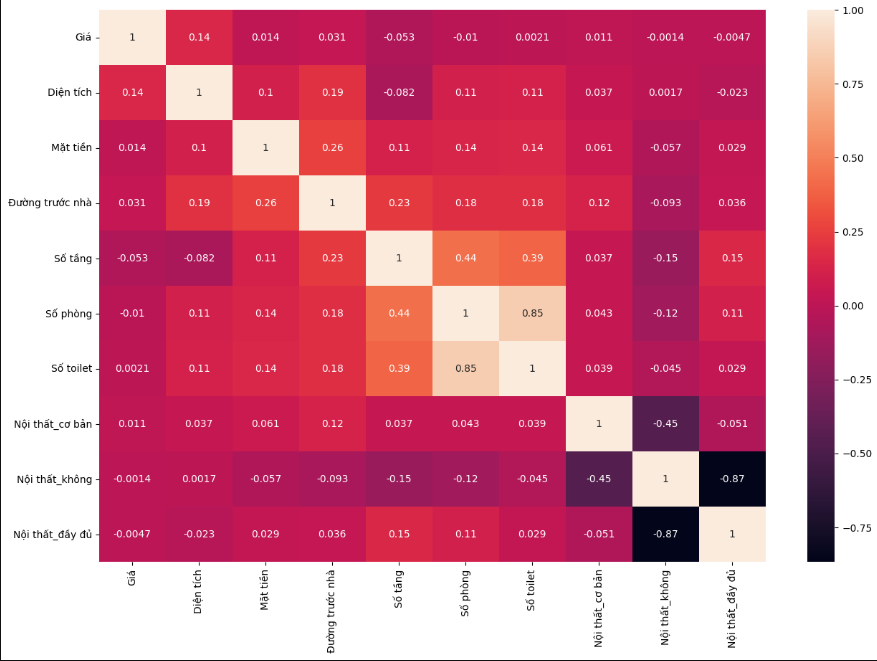 Giá 1 0.14 0.014 0.031 -0.053 -0.01 0.0021 0.011 -0.0014 -0.0047
Diện tích 0.14 1 0.1 0.19 -0.082 0.11 0.11 0.037 0.0017 -0.023
Mặt tiền 0.014 0.1 1 0.26 0.11 0.14 0.14 0.061 -0.057 0.029
Đường trước nhà 0.031 0.19 0.26 1 0.23 0.18 0.18 0.12 -0.093 0.036
Số tầng -0.053 -0.082 0.11 0.23 1 0.44 0.39 0.037 -0.15 0.15
Số phòng -0.01 0.11 0.14 0.18 0.44 1 0.85 0.043 -0.12 0.11
Số toilet 0.0021 0.11 0.14 0.18 0.39 0.85 1 0.039 -0.045 0.029
Nội thất_cơ bản 0.011 0.037 0.061 0.12 0.037 0.043 0.039 1 -0.45 -0.051
Nội thất_không -0.0014 0.0017 -0.057 -0.093 -0.15 -0.12 -0.045 -0.45 1 -0.87
Nội thất_đầy đủ -0.0047 -0.023 0.029 0.036 0.15 0.11 0.029 -0.051 -0.87 1
Giá
Diện tích
Mặt tiền
Đường trước nhà
Số tầng
Số phòng
Số toilet
Nội thất_cơ bản
Nội thất_không
Nội thất_đầy đủ
1.00
0.75
0.50
0.25
0.00
−0.25
−0.50
−0.75